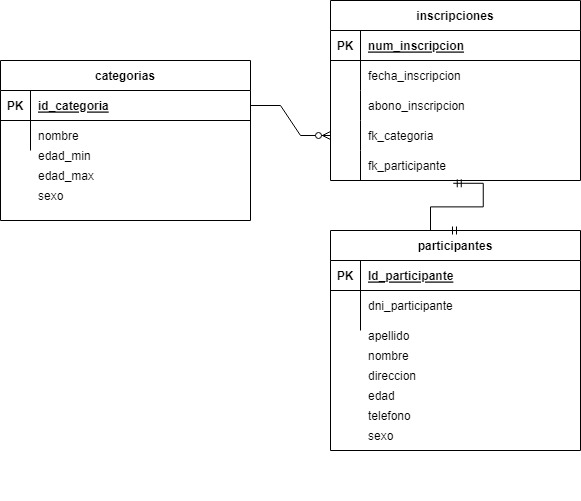 inscripciones
PK num_inscripcion
fecha_inscripcion
abono_inscripcion
fk_categoria
fk_participante
categorias
PK id_categoria
nombre
edad_min
edad_max
sexo
participantes
PK Id_participante
dni_participante
apellido
nombre
direccion
edad
telefono
sexo